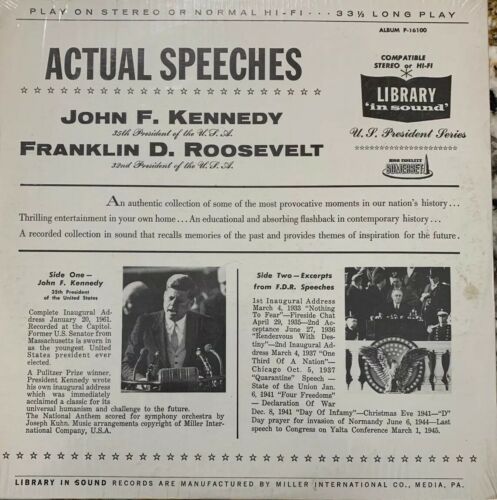 PLAY ON STEREO OR NORMAL HI-FI... 33⅓ LONG PLAY
ALBUM P-16100
ACTUAL SPEECHES
COMPATIBLE
STEREO or HI-FI
LIBRARY
'in sound'
U.S. President Series
JOHN F. KENNEDY
35th President of the U.S.A.
FRANKLIN D. ROOSEVELT
32nd President of the U.S.A.
HIGH FIDELITY
SOMERSET
An authentic collection of some of the most provocative moments in our nation's history...
Thrilling entertainment in your own home...An educational and absorbing flashback in contemporary history...
A recorded collection in sound that recalls memories of the past and provides themes of inspiration for the future.
Side One—
John F. Kennedy
35th President
of the United States
Complete Inaugural Ad-
dress January 20, 1961.
Recorded at the Capitol.
Former U.S. Senator from
Massachusetts is sworn in
as the youngest United
States president ever
elected.
A Pulitzer Prize winner,
President Kennedy wrote
his own inaugural address
which was immediately
acclaimed a classic for its
universal humanism and challenge to the future.
The National Anthem scored for symphony orchestra by
Joseph Kuhn. Music arrangements copyright of Miller Inter-
national Company, U.S.A.
Side Two—Excerpts
from F.D.R. Speeches
1st Inaugural Address
March 4, 1933 "Nothing
To Fear"—Fireside Chat
April 29, 1935—2nd Ac-
ceptance June 27, 1936
"Rendezvous With Des-
tiny"—2nd Inaugural Ad-
dress March 4, 1937 "One
Third Of A Nation"—
Chicago Oct. 5, 1937
"Quarantine" Speech—
State of the Union Jan.
6, 1941 "Four Freedoms"
—Declaration Of War
Dec. 8, 1941 "Day Of Infamy"—Christmas Eve 1941—"D"
Day prayer for invasion of Normandy June 6, 1944—Last
speech to Congress on Yalta Conference March 1, 1945.
LIBRARY IN SOUND RECORDS ARE MANUFACTURED BY MILLER INTERNATIONAL CO., MEDIA, PA.